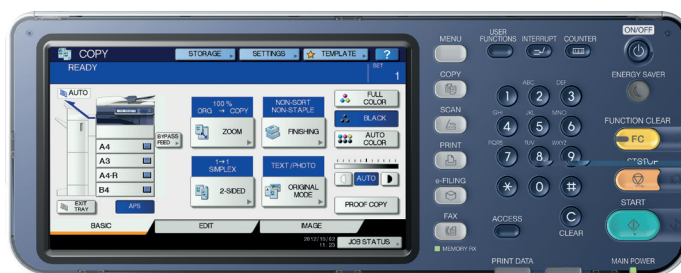 COPY
STORAGE
SETTINGS
TEMPLATE
?
READY
SET
1
AUTO
100 %
ORG → COPY
NON-SORT
NON-STAPLE
FULL
COLOR
ZOOM
FINISHING
BLACK
AUTO
COLOR
BYPASS
FEED
A4
A3
A4-R
B4
1→1
SIMPLEX
TEXT/PHOTO
2-SIDED
ORIGINAL
MODE
AUTO
PROOF COPY
EXIT
TRAY
APS
BASIC
EDIT
IMAGE
2012/10/02
11:23
JOB STATUS
MENU
USER
FUNCTIONS
INTERRUPT
COUNTER
ON/OFF
COPY
ENERGY SAVER
ABC
DEF
1
2
3
SCAN
GHI
JKL
MNO
4
5
6
FUNCTION CLEAR
FC
PRINT
PQRS
TUV
WXYZ
7
8
9
e-FILING
*
0
#
START
FAX
ACCESS
C
CLEAR
MEMORY RX
PRINT DATA
MAIN POWER